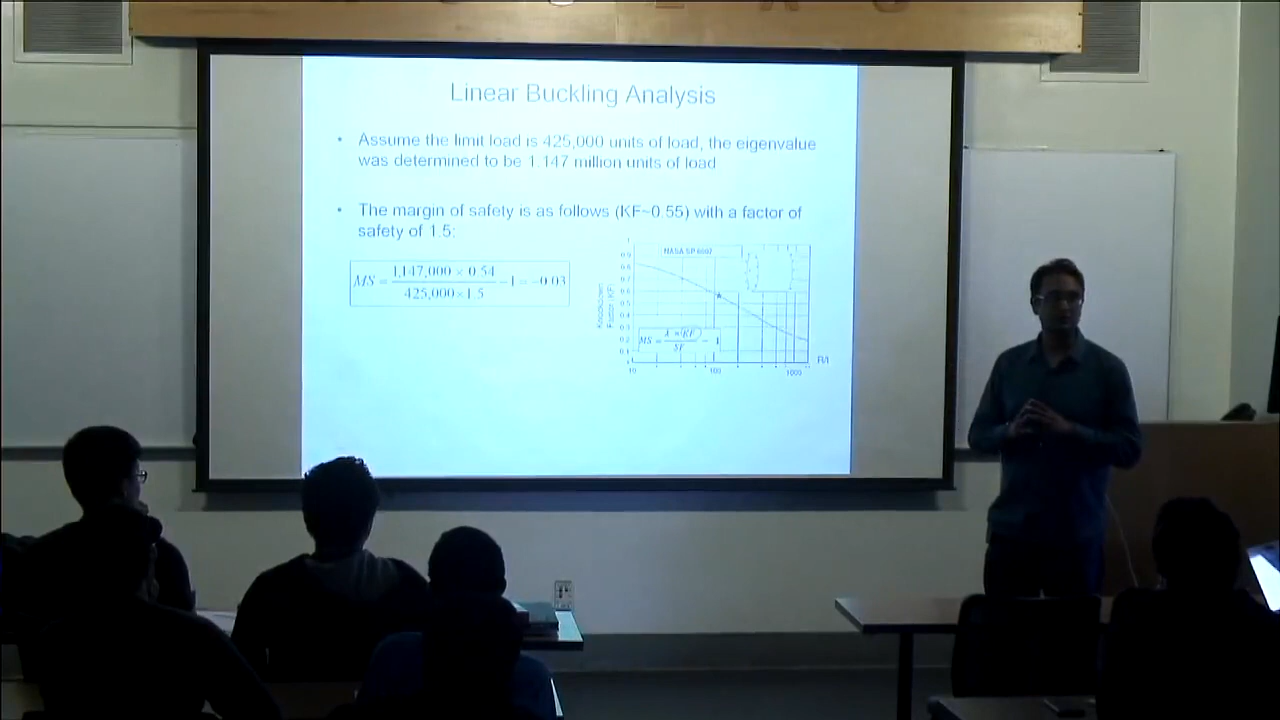 Linear Buckling Analysis
• Assume the limit load is 425,000 units of load, the eigenvalue
was determined to be 1.147 million units of load
• The margin of safety is as follows (KF~0.55) with a factor of
safety of 1.5:
MS = 1,147,000 × 0.54 / 425,000 × 1.5 − 1 = −0.03
NASA SP 8007
Knockdown
Factor (KF)
MS = λ × (KF) / SF − 1
R/t
10 100 1000